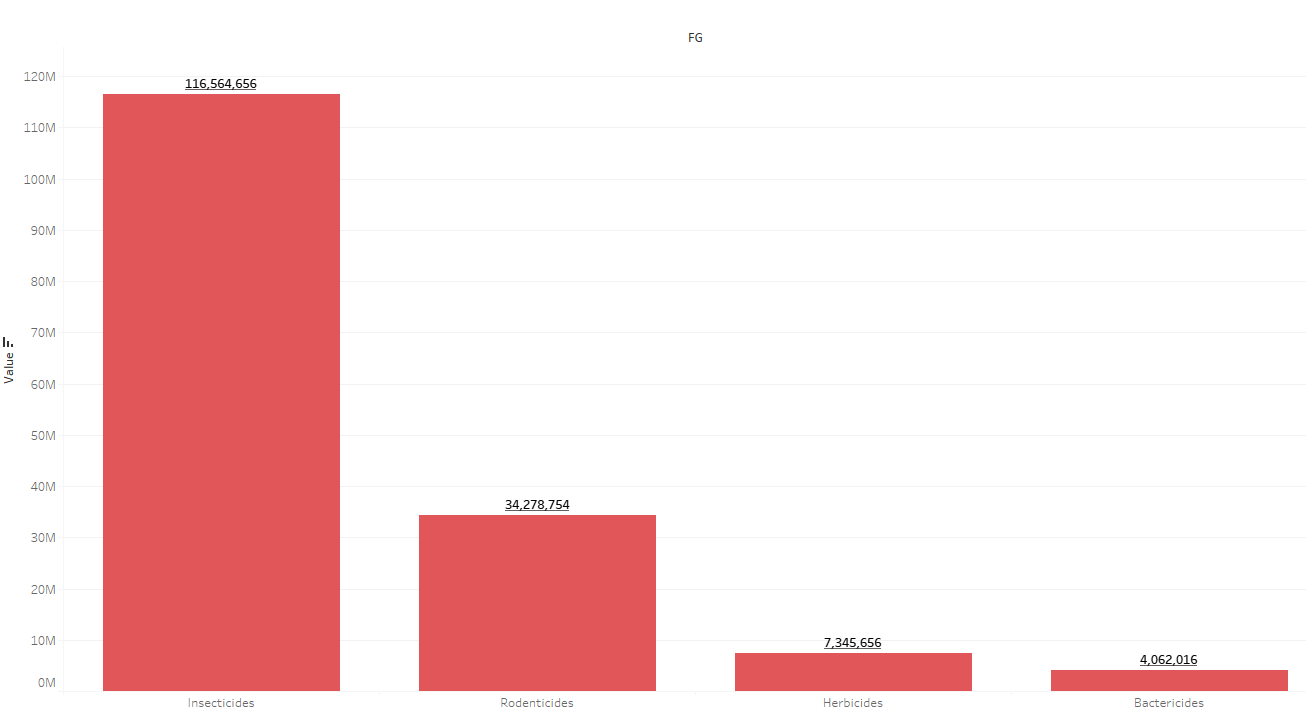 FG
120M
110M
100M
90M
80M
70M
60M
50M
40M
30M
20M
10M
0M
Value
116,564,656
34,278,754
7,345,656
4,062,016
Insecticides
Rodenticides
Herbicides
Bactericides